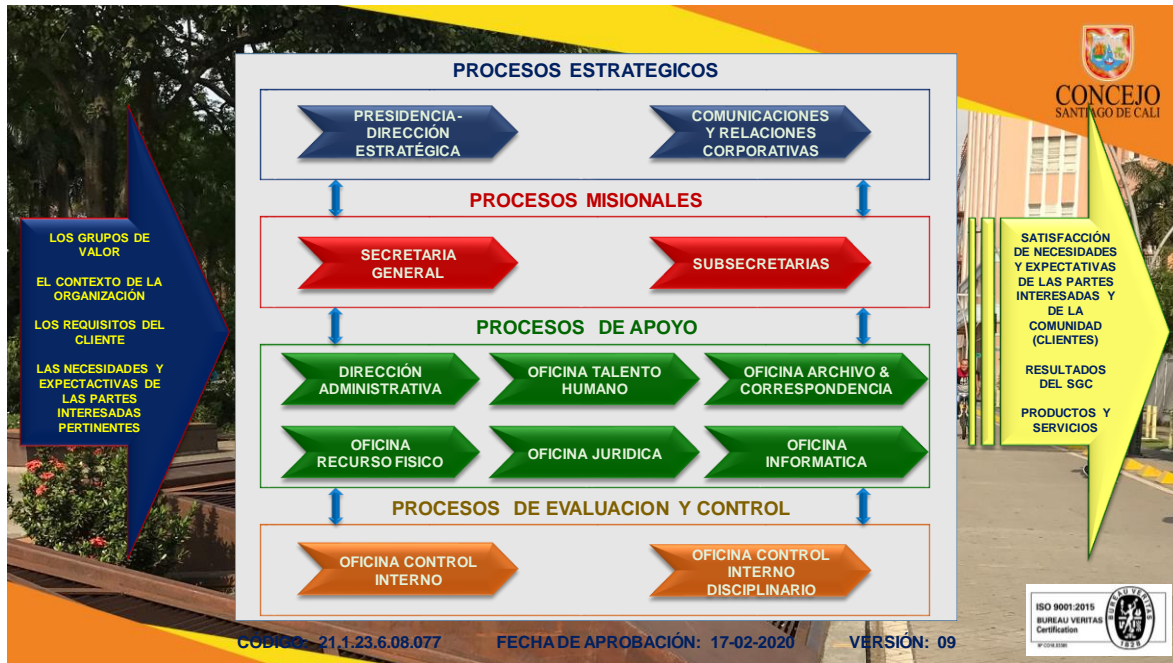 PROCESOS ESTRATEGICOS
PRESIDENCIA-
DIRECCIÓN
ESTRATÉGICA
COMUNICACIONES
Y RELACIONES
CORPORATIVAS
CONCEJO
SANTIAGO DE CALI
PROCESOS MISIONALES
SECRETARIA
GENERAL
SUBSECRETARIAS
LOS GRUPOS DE
VALOR
EL CONTEXTO DE LA
ORGANIZACIÓN
LOS REQUISITOS DEL
CLIENTE
LAS NECESIDADES Y
EXPECTACTIVAS DE
LAS PARTES
INTERESADAS
PERTINENTES
PROCESOS DE APOYO
DIRECCIÓN
ADMINISTRATIVA
OFICINA TALENTO
HUMANO
OFICINA ARCHIVO &
CORRESPONDENCIA
OFICINA
RECURSO FISICO
OFICINA JURIDICA
OFICINA
INFORMATICA
SATISFACCIÓN
DE NECESIDADES
Y EXPECTATIVAS
DE LAS PARTES
INTERESADAS Y
DE LA
COMUNIDAD
(CLIENTES)
RESULTADOS
DEL SGC
PRODUCTOS Y
SERVICIOS
PROCESOS DE EVALUACION Y CONTROL
OFICINA CONTROL
INTERNO
OFICINA CONTROL
INTERNO
DISCIPLINARIO
CÓDIGO: 21.1.23.6.08.077 FECHA DE APROBACIÓN: 17-02-2020 VERSIÓN: 09
ISO 9001:2015
BUREAU VERITAS
Certification
BUREAU VERITAS
1828